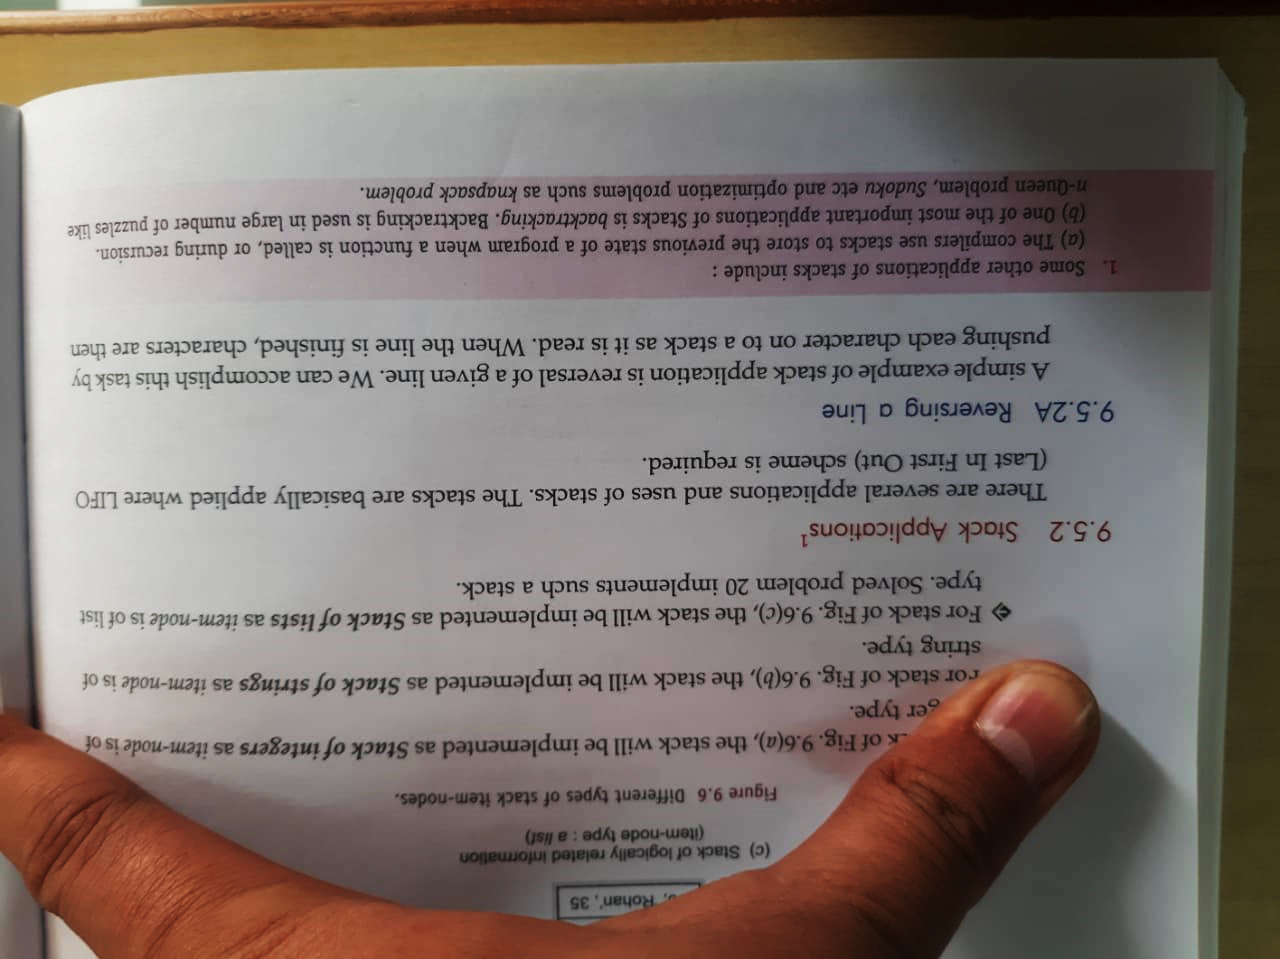 Rohan', 35
(c) Stack of logically related information
(item-node type : a list)
Figure 9.6 Different types of stack item-nodes.
of Fig. 9.6(a), the stack will be implemented as Stack of integers as item-node is of
type.
For stack of Fig. 9.6(b), the stack will be implemented as Stack of strings as item-node is of
string type.
For stack of Fig. 9.6(c), the stack will be implemented as Stack of lists as item-node is of list
type. Solved problem 20 implements such a stack.
9.5.2 Stack Applications¹
There are several applications and uses of stacks. The stacks are basically applied where LIFO
(Last In First Out) scheme is required.
9.5.2A Reversing a Line
A simple example of stack application is reversal of a given line. We can accomplish this task by
pushing each character on to a stack as it is read. When the line is finished, characters are then
1. Some other applications of stacks include :
(a) The compilers use stacks to store the previous state of a program when a function is called, or during recursion.
(b) One of the most important applications of Stacks is backtracking. Backtracking is used in large number of puzzles like
n-Queen problem, Sudoku etc and optimization problems such as knapsack problem.